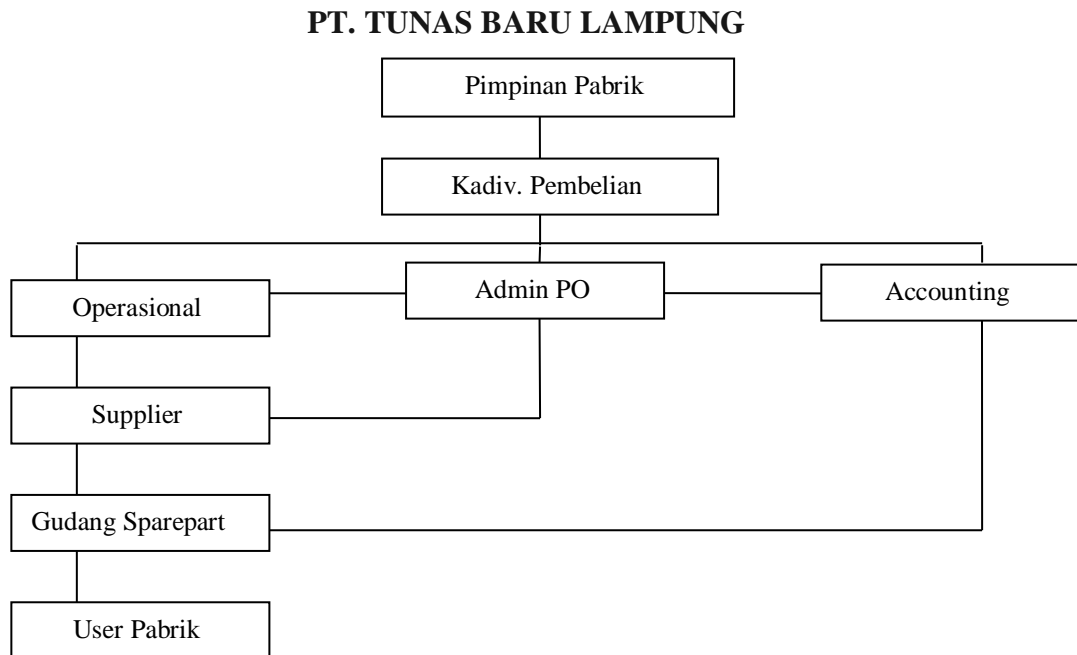 PT. TUNAS BARU LAMPUNG
Pimpinan Pabrik
Kadiv. Pembelian
Operasional
Admin PO
Accounting
Supplier
Gudang Sparepart
User Pabrik